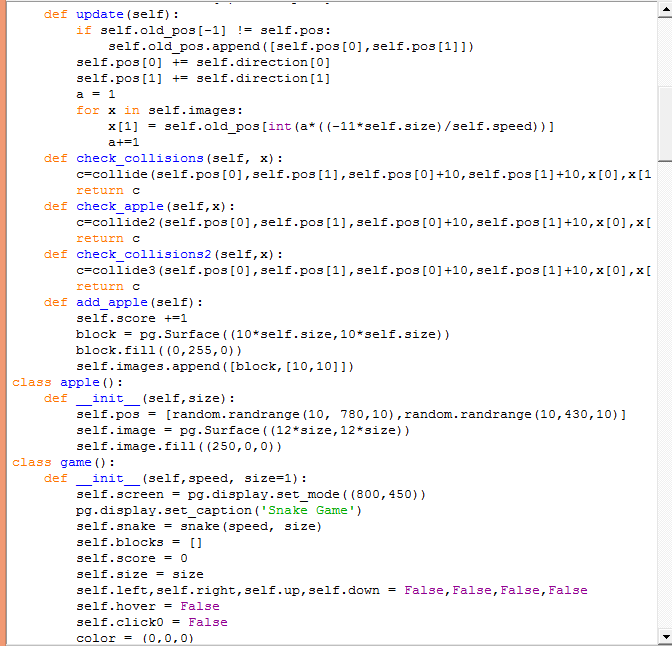 def update(self):
        if self.old_pos[-1] != self.pos:
            self.old_pos.append([self.pos[0],self.pos[1]])
        self.pos[0] += self.direction[0]
        self.pos[1] += self.direction[1]
        a = 1
        for x in self.images:
            x[1] = self.old_pos[int(a*((-11*self.size)/self.speed))]
            a+=1
    def check_collisions(self, x):
        c=collide(self.pos[0],self.pos[1],self.pos[0]+10,self.pos[1]+10,x[0],x[1
        return c
    def check_apple(self,x):
        c=collide2(self.pos[0],self.pos[1],self.pos[0]+10,self.pos[1]+10,x[0],x[
        return c
    def check_collisions2(self,x):
        c=collide3(self.pos[0],self.pos[1],self.pos[0]+10,self.pos[1]+10,x[0],x[
        return c
    def add_apple(self):
        self.score +=1
        block = pg.Surface((10*self.size,10*self.size))
        block.fill((0,255,0))
        self.images.append([block,[10,10]])
class apple():
    def __init__(self,size):
        self.pos = [random.randrange(10, 780,10),random.randrange(10,430,10)]
        self.image = pg.Surface((12*size,12*size))
        self.image.fill((250,0,0))
class game():
    def __init__(self,speed, size=1):
        self.screen = pg.display.set_mode((800,450))
        pg.display.set_caption('Snake Game')
        self.snake = snake(speed, size)
        self.blocks = []
        self.score = 0
        self.size = size
        self.left,self.right,self.up,self.down = False,False,False,False
        self.hover = False
        self.click0 = False
        color = (0,0,0)